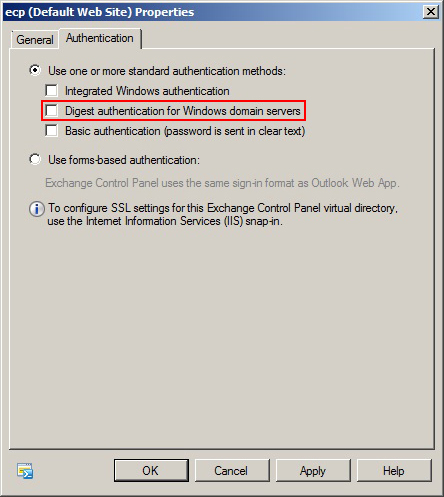 ecp (Default Web Site) Properties
General
Authentication
Use one or more standard authentication methods:
Integrated Windows authentication
Digest authentication for Windows domain servers
Basic authentication (password is sent in clear text)
Use forms-based authentication:
Exchange Control Panel uses the same sign-in format as Outlook Web App.
To configure SSL settings for this Exchange Control Panel virtual directory,
use the Internet Information Services (IIS) snap-in.
OK
Cancel
Apply
Help